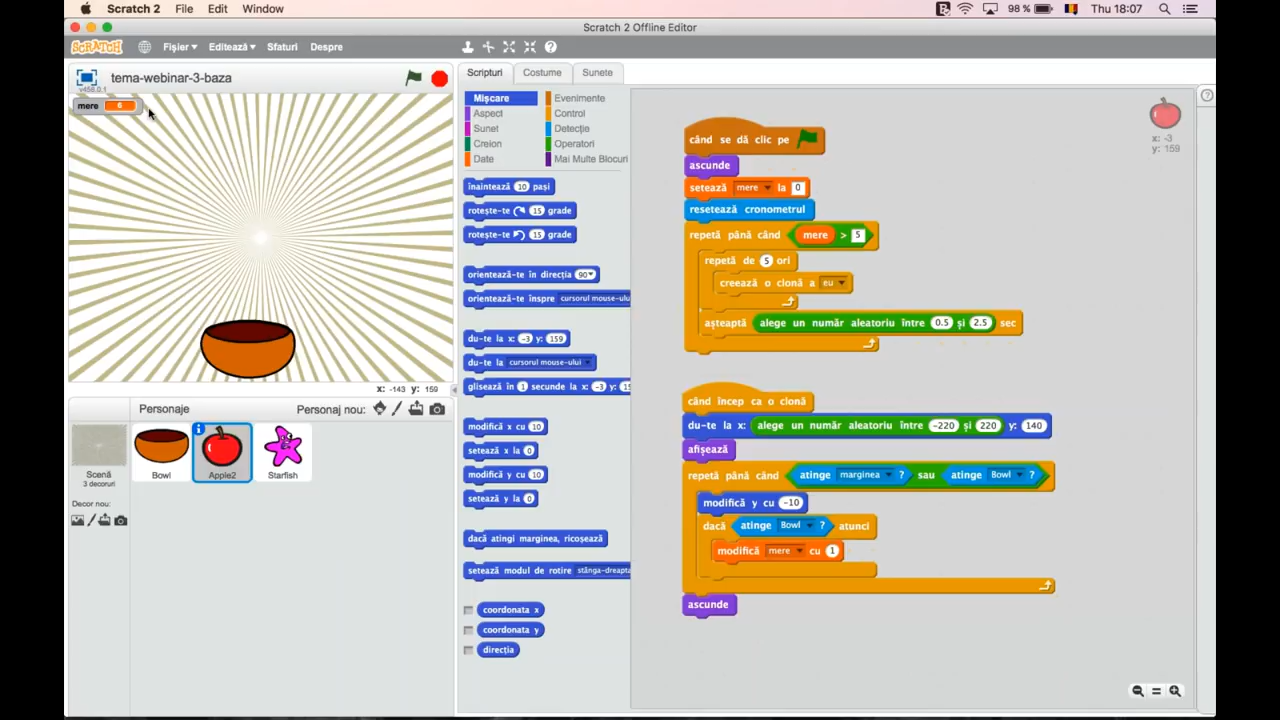 Scratch 2 File Edit Window 98 % Thu 18:07
Scratch 2 Offline Editor
SCRATCH Fișier Editează Sfaturi Despre
tema-webinar-3-baza
v456.0.1
mere 6
x: -143 y: 159
Personaje Personaj nou:
Scenă
3 decoruri
Decor nou:
Bowl
Apple2
Starfish
Scripturi Costume Sunete
Mișcare Evenimente
Aspect Control
Sunet Detecție
Creion Operatori
Date Mai Multe Blocuri
înaintează 10 pași
rotește-te 15 grade
rotește-te 15 grade
orientează-te în direcția 90
orientează-te înspre cursorul mouse-ulu
du-te la x: -3 y: 159
du-te la cursorul mouse-ului
glisează în 1 secunde la x: -3 y: 15
modifică x cu 10
setează x la 0
modifică y cu 10
setează y la 0
dacă atingi marginea, ricoșează
setează modul de rotire stânga-dreapta
coordonata x
coordonata y
direcția
când se dă clic pe
ascunde
setează mere la 0
resetează cronometrul
repetă până când mere > 5
repetă de 5 ori
creează o clonă a eu
așteaptă alege un număr aleatoriu între 0.5 și 2.5 sec
când încep ca o clonă
du-te la x: alege un număr aleatoriu între -220 și 220 y: 140
afișează
repetă până când atinge marginea ? sau atinge Bowl ?
modifică y cu -10
dacă atinge Bowl ? atunci
modifică mere cu 1
ascunde
x: -3
y: 159